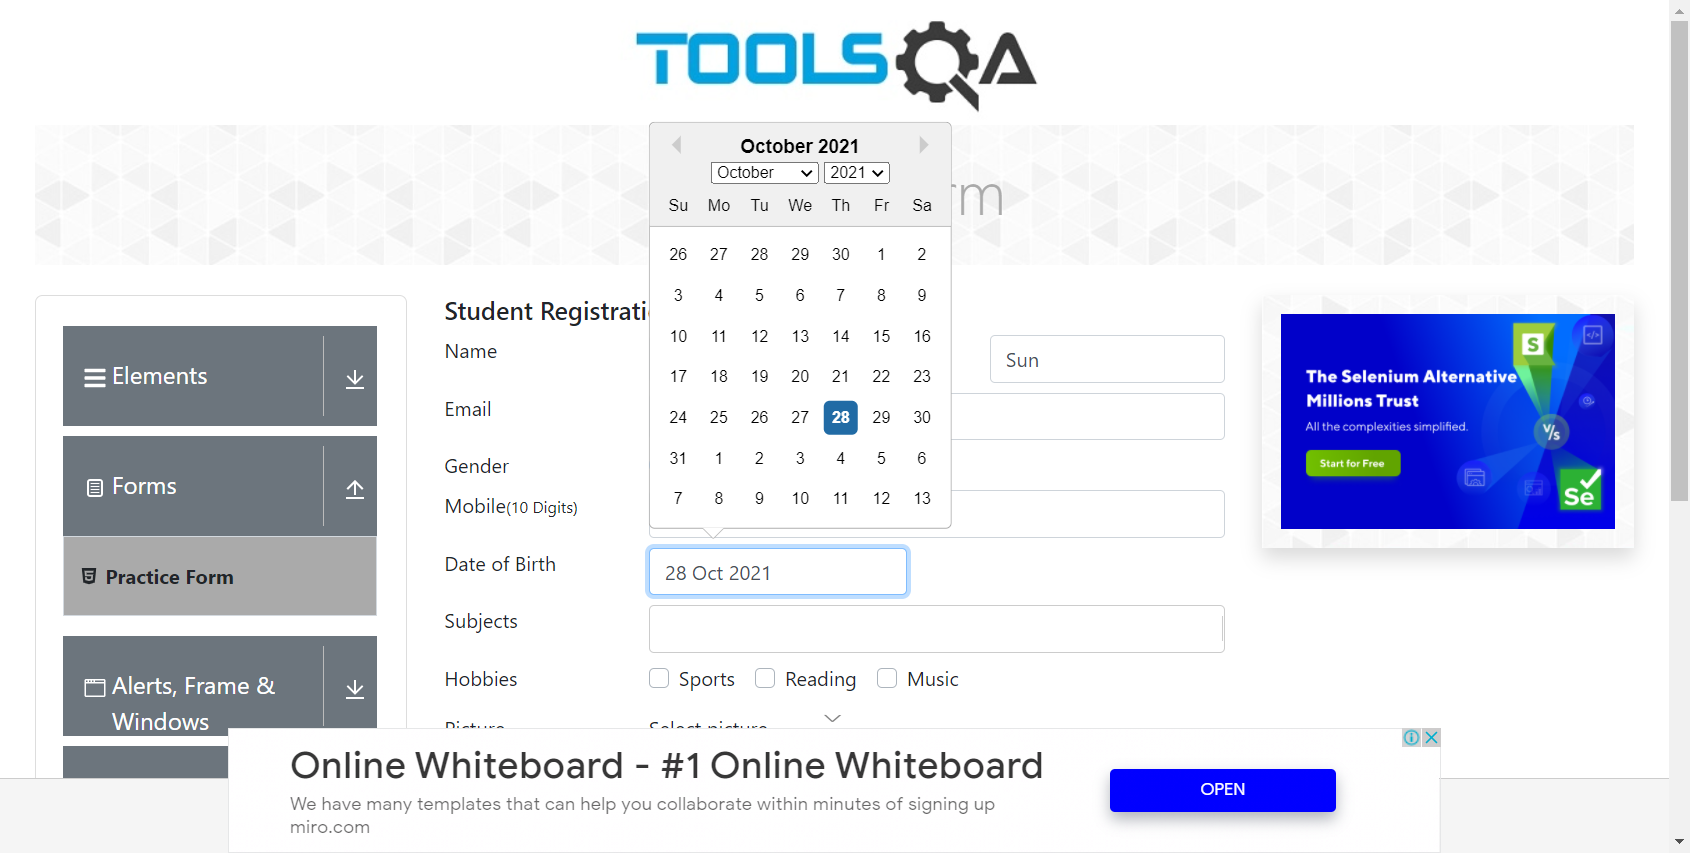 TOOLSQA
October 2021
October 2021
Su Mo Tu We Th Fr Sa
26 27 28 29 30 1 2
3 4 5 6 7 8 9
10 11 12 13 14 15 16
17 18 19 20 21 22 23
24 25 26 27 28 29 30
31 1 2 3 4 5 6
7 8 9 10 11 12 13
rm
Elements
Forms
Practice Form
Alerts, Frame &
Windows
Student Registrati
Name
Sun
Email
Gender
Mobile(10 Digits)
Date of Birth
28 Oct 2021
Subjects
Hobbies
Sports Reading Music
Picture
Select picture
The Selenium Alternative
Millions Trust
All the complexities simplified.
Start for Free
S
V/s
Se
Online Whiteboard - #1 Online Whiteboard
We have many templates that can help you collaborate within minutes of signing up
miro.com
OPEN